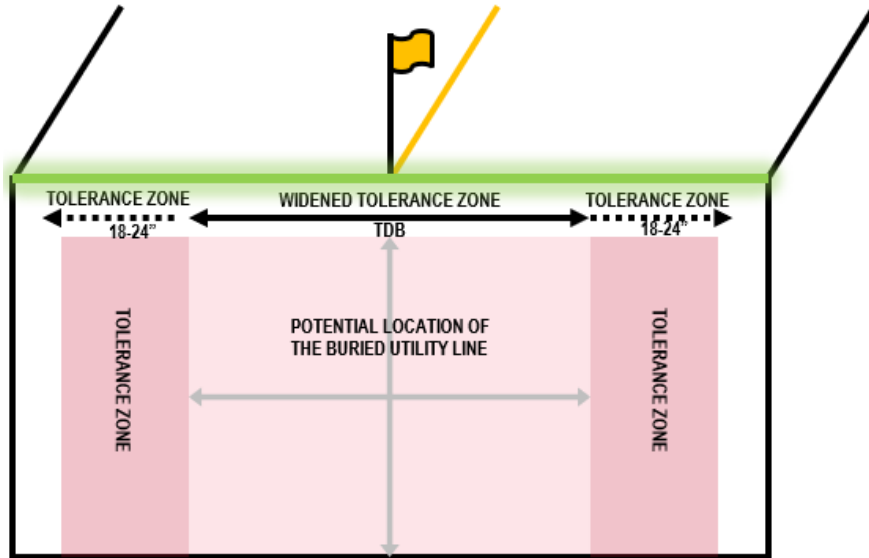 TOLERANCE ZONE
WIDENED TOLERANCE ZONE
TOLERANCE ZONE
18-24”
TDB
18-24”
TOLERANCE ZONE
POTENTIAL LOCATION OF
THE BURIED UTILITY LINE
TOLERANCE ZONE